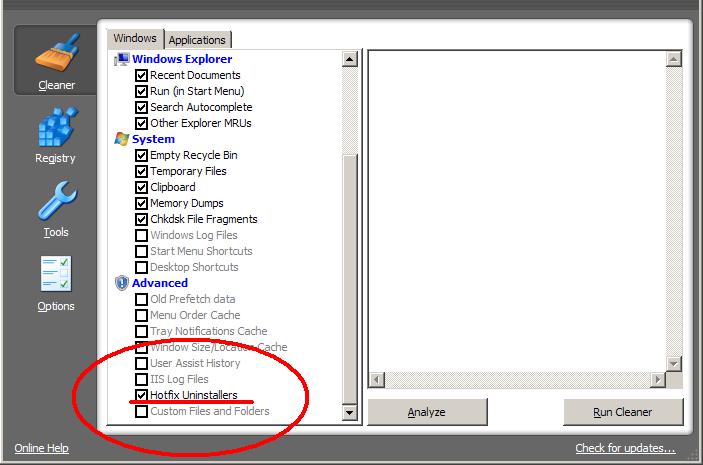 Cleaner
Registry
Tools
Options
Windows
Applications
Windows Explorer
Recent Documents
Run (in Start Menu)
Search Autocomplete
Other Explorer MRUs
System
Empty Recycle Bin
Temporary Files
Clipboard
Memory Dumps
Chkdsk File Fragments
Windows Log Files
Start Menu Shortcuts
Desktop Shortcuts
Advanced
Old Prefetch data
Menu Order Cache
Tray Notifications Cache
Window Size/Location Cache
User Assist History
IIS Log Files
Hotfix Uninstallers
Custom Files and Folders
Analyze
Run Cleaner
Online Help
Check for updates...